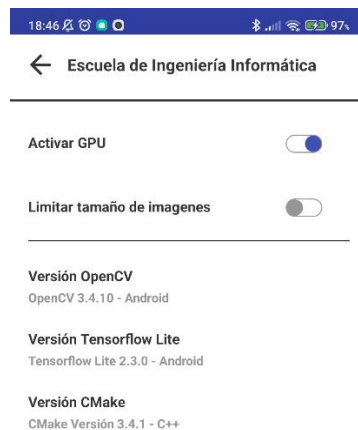 18:46 97%
Escuela de Ingeniería Informática
Activar GPU
Limitar tamaño de imagenes
Versión OpenCV
OpenCV 3.4.10 - Android
Versión Tensorflow Lite
Tensorflow Lite 2.3.0 - Android
Versión CMake
CMake Versión 3.4.1 - C++